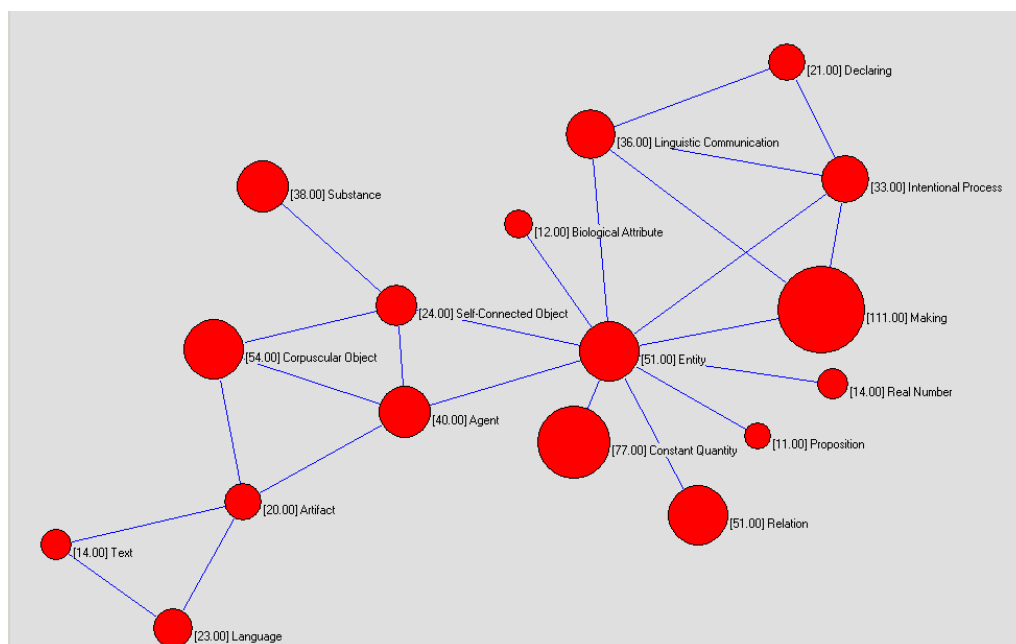 [21.00] Declaring
[36.00] Linguistic Communication
[33.00] Intentional Process
[38.00] Substance
[12.00] Biological Attribute
[24.00] Self-Connected Object
[111.00] Making
[54.00] Corpuscular Object
[51.00] Entity
[14.00] Real Number
[40.00] Agent
[77.00] Constant Quantity
[11.00] Proposition
[20.00] Artifact
[51.00] Relation
[14.00] Text
[23.00] Language